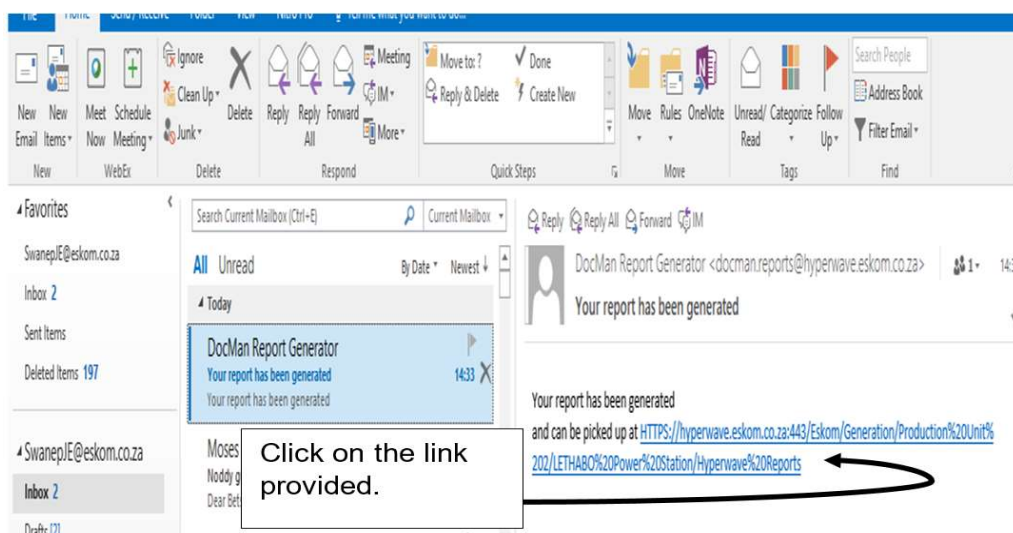 File Home Send / Receive Folder View Nitro Pro Tell me what you want to do...
New Email
New Items
Meet Now
Schedule Meeting
Ignore
Clean Up
Junk
Delete
Reply
Reply All
Forward
Meeting
IM
More
Move to: ?
Reply & Delete
Done
Create New
Move
Rules
OneNote
Unread/ Read
Categorize
Follow Up
Search People
Address Book
Filter Email
New WebEx Delete Respond Quick Steps Move Tags Find
Favorites
SwanepJE@eskom.co.za
Inbox 2
Sent Items
Deleted Items 197
SwanepJE@eskom.co.za
Inbox 2
Drafts [2]
Search Current Mailbox (Ctrl+E) Current Mailbox
All Unread By Date Newest ↓
Today
DocMan Report Generator
Your report has been generated 14:33
Your report has been generated
Moses
Noddy g
Dear Bet
Click on the link
provided.
Reply Reply All Forward IM
DocMan Report Generator <docman.reports@hyperwave.eskom.co.za> 1
Your report has been generated
Your report has been generated
and can be picked up at HTTPS://hyperwave.eskom.co.za:443/Eskom/Generation/Production%20Unit%
202/LETHABO%20Power%20Station/Hyperwave%20Reports